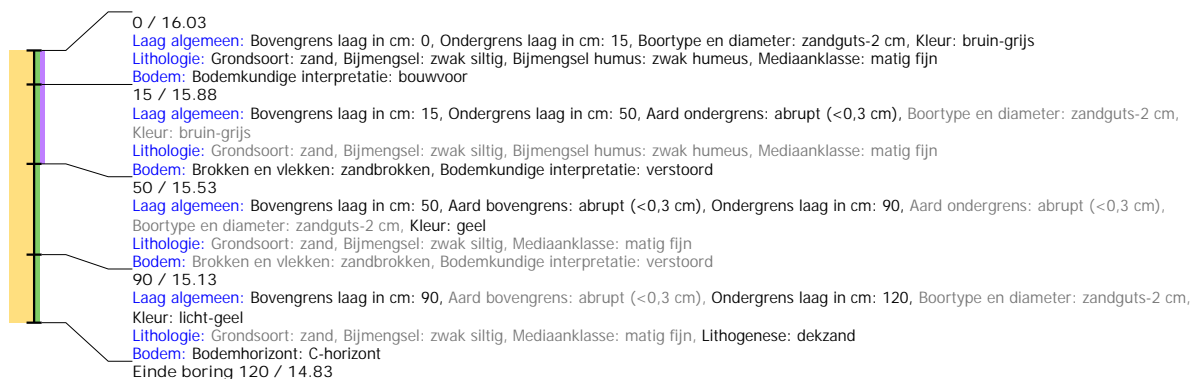 0 / 16.03
Laag algemeen: Bovengrens laag in cm: 0, Ondergrens laag in cm: 15, Boortype en diameter: zandguts-2 cm, Kleur: bruin-grijs
Lithologie: Grondsoort: zand, Bijmengsel: zwak siltig, Bijmengsel humus: zwak humeus, Mediaanklasse: matig fijn
Bodem: Bodemkundige interpretatie: bouwvoor
15 / 15.88
Laag algemeen: Bovengrens laag in cm: 15, Ondergrens laag in cm: 50, Aard ondergrens: abrupt (<0,3 cm), Boortype en diameter: zandguts-2 cm,
Kleur: bruin-grijs
Lithologie: Grondsoort: zand, Bijmengsel: zwak siltig, Bijmengsel humus: zwak humeus, Mediaanklasse: matig fijn
Bodem: Brokken en vlekken: zandbrokken, Bodemkundige interpretatie: verstoord
50 / 15.53
Laag algemeen: Bovengrens laag in cm: 50, Aard bovengrens: abrupt (<0,3 cm), Ondergrens laag in cm: 90, Aard ondergrens: abrupt (<0,3 cm),
Boortype en diameter: zandguts-2 cm, Kleur: geel
Lithologie: Grondsoort: zand, Bijmengsel: zwak siltig, Mediaanklasse: matig fijn
Bodem: Brokken en vlekken: zandbrokken, Bodemkundige interpretatie: verstoord
90 / 15.13
Laag algemeen: Bovengrens laag in cm: 90, Aard bovengrens: abrupt (<0,3 cm), Ondergrens laag in cm: 120, Boortype en diameter: zandguts-2 cm,
Kleur: licht-geel
Lithologie: Grondsoort: zand, Bijmengsel: zwak siltig, Mediaanklasse: matig fijn, Lithogenese: dekzand
Bodem: Bodemhorizont: C-horizont
Einde boring 120 / 14.83